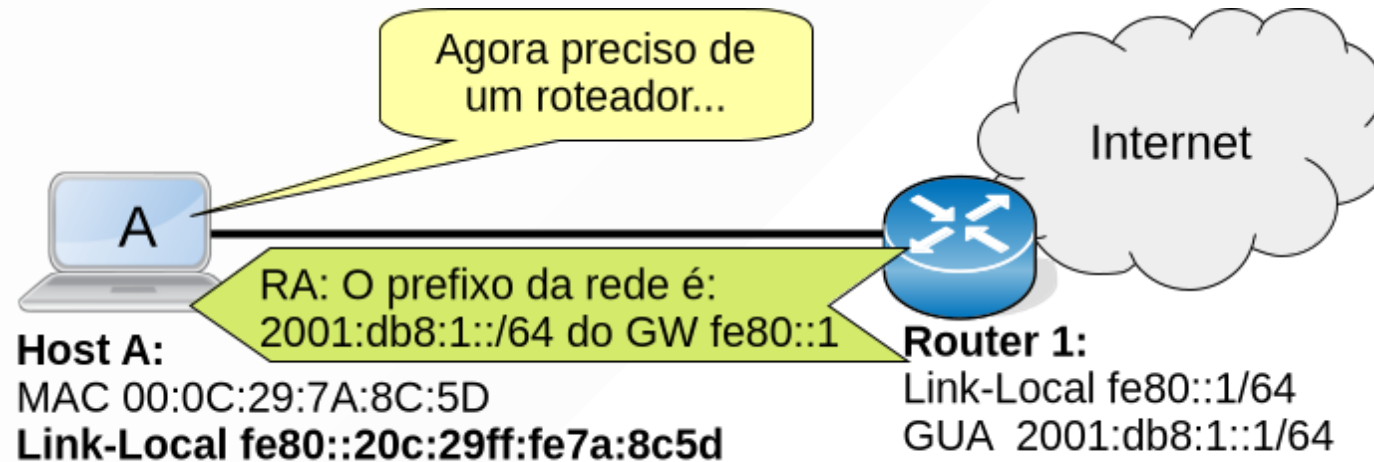 Agora preciso de
um roteador...
Internet
A
RA: O prefixo da rede é:
2001:db8:1::/64 do GW fe80::1
Host A:
MAC 00:0C:29:7A:8C:5D
Link-Local fe80::20c:29ff:fe7a:8c5d
Router 1:
Link-Local fe80::1/64
GUA 2001:db8:1::1/64